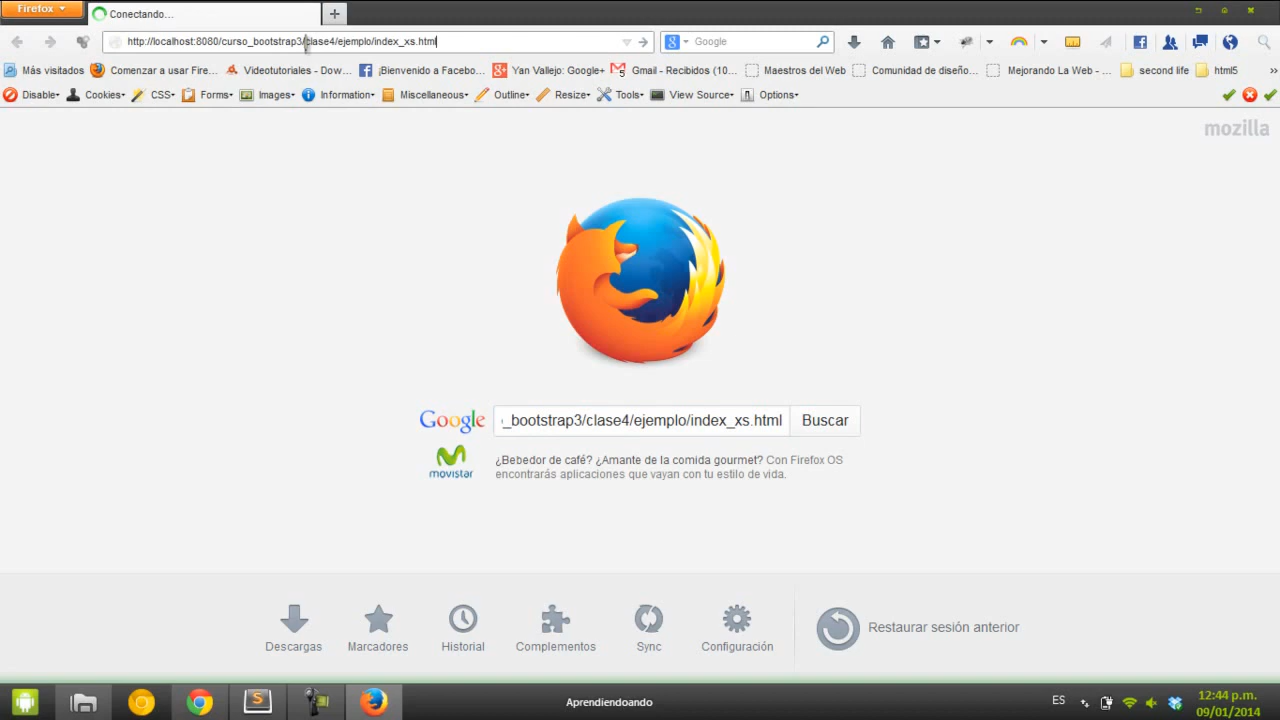 Firefox
Conectando...
http://localhost:8080/curso_bootstrap3/clase4/ejemplo/index_xs.html
Google
Más visitados
Comenzar a usar Fire...
Videotutoriales - Dow...
¡Bienvenido a Facebo...
Yan Vallejo: Google+
Gmail - Recibidos (10...
Maestros del Web
Comunidad de diseño...
Mejorando La Web - ...
second life
html5
»
Disable
Cookies
CSS
Forms
Images
Information
Miscellaneous
Outline
Resize
Tools
View Source
Options
mozilla
Google
_bootstrap3/clase4/ejemplo/index_xs.html
Buscar
movistar
¿Bebedor de café? ¿Amante de la comida gourmet? Con Firefox OS
encontrarás aplicaciones que vayan con tu estilo de vida.
Descargas
Marcadores
Historial
Complementos
Sync
Configuración
Restaurar sesión anterior
Aprendiendoando
ES
12:44 p.m.
09/01/2014